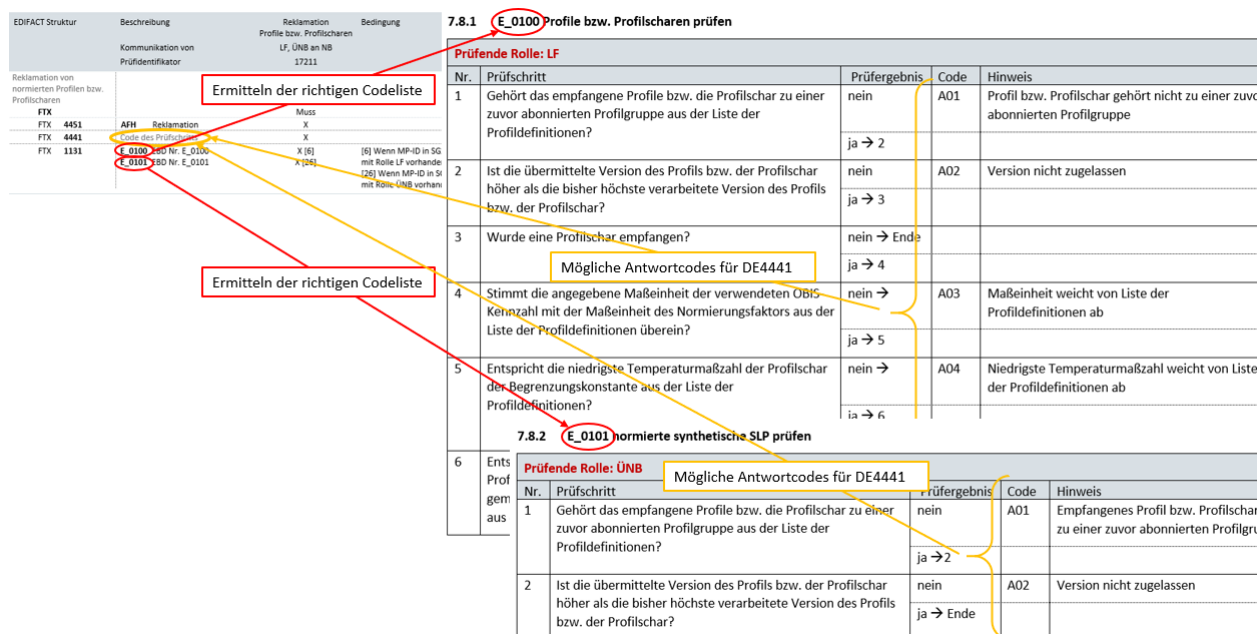 EDIFACT Struktur Beschreibung Reklamation Bedingung
Profile bzw. Profilscharen
Kommunikation von LF, ÜNB an NB
Prüfidentifikator 17211
Reklamation von
normierten Profilen bzw.
Profilscharen
FTX Muss
FTX 4451 AFH Reklamation X
FTX 4441 Code des Prüfschritts X
FTX 1131 E_0100 EBD Nr. E_0100 X [6] [6] Wenn MP-ID in SG
mit Rolle LF
E_0101 EBD Nr. E_0101 X [26]
[26] Wenn MP-ID in
mit Rolle ÜNB
Ermitteln der richtigen Codeliste
Ermitteln der richtigen Codeliste
7.8.1 E_0100 Profile bzw. Profilscharen prüfen
Prüfende Rolle: LF
Nr. Prüfschritt Prüfergebnis Code Hinweis
1 Gehört das empfangene Profile bzw. die Profilschar zu einer nein A01 Profil bzw. Profilschar gehört nicht zu einer
zuvor abonnierten Profilgruppe aus der Liste der abonnierten Profilgruppe
Profildefinitionen?
ja → 2
2 Ist die übermittelte Version des Profils bzw. der Profilschar nein A02 Version nicht zugelassen
höher als die bisher höchste verarbeitete Version des Profils
bzw. der Profilschar?
ja → 3
3 Wurde eine Profilschar empfangen? nein → Ende
ja → 4
Mögliche Antwortcodes für DE4441
4 Stimmt die angegebene Maßeinheit der verwendeten OBIS- nein → A03 Maßeinheit weicht von Liste der
Kennzahl mit der Maßeinheit des Normierungsfaktors aus der Profildefinitionen ab
Liste der Profildefinitionen überein?
ja → 5
5 Entspricht die niedrigste Temperaturmaßzahl der Profilschar nein → A04 Niedrigste Temperaturmaßzahl weicht von Liste
der Begrenzungskonstante aus der Liste der der Profildefinitionen ab
Profildefinitionen?
ja → 6
6 Ents
Prof
gem
aus
7.8.2 E_0101 normierte synthetische SLP prüfen
Prüfende Rolle: ÜNB
Mögliche Antwortcodes für DE4441
Nr. Prüfschritt Prüfergebnis Code Hinweis
1 Gehört das empfangene Profile bzw. die Profilschar zu einer nein A01 Empfangenes Profil bzw. Profilschar
zuvor abonnierten Profilgruppe aus der Liste der zu einer zuvor abonnierten
Profildefinitionen?
ja →2
2 Ist die übermittelte Version des Profils bzw. der Profilschar nein A02 Version nicht zugelassen
höher als die bisher höchste verarbeitete Version des Profils
bzw. der Profilschar?
ja → Ende